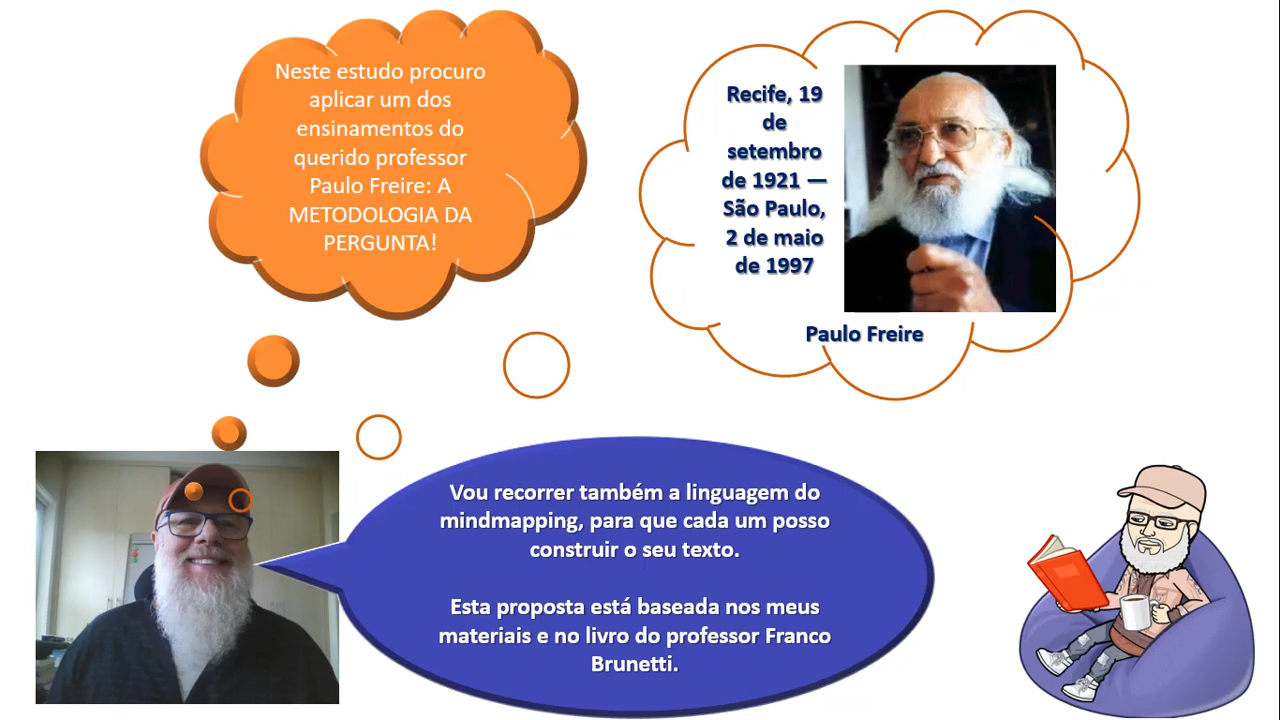 Neste estudo procuro
aplicar um dos
ensinamentos do
querido professor
Paulo Freire: A
METODOLOGIA DA
PERGUNTA!
Recife, 19
de
setembro
de 1921 —
São Paulo,
2 de maio
de 1997
Paulo Freire
Vou recorrer também a linguagem do
mindmapping, para que cada um posso
construir o seu texto.
Esta proposta está baseada nos meus
materiais e no livro do professor Franco
Brunetti.